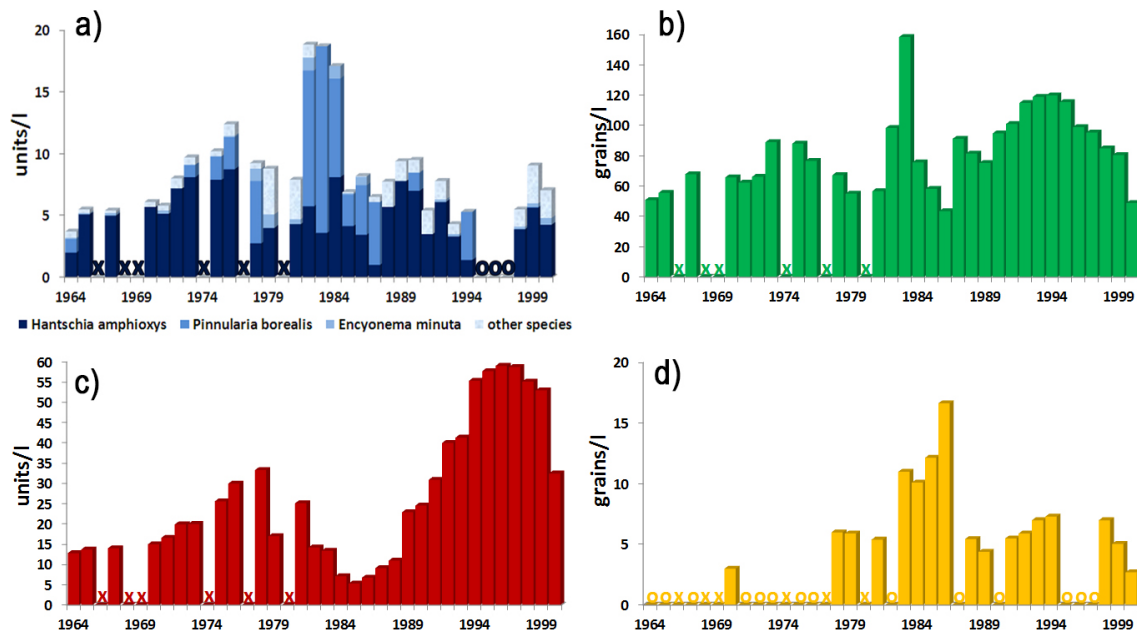 a)
units/l
20
15
10
5
0
X X X X X X O O O
1964 1969 1974 1979 1984 1989 1994 1999
Hantschia amphioxys Pinnularia borealis Encyonema minuta other species
b)
grains/l
160
140
120
100
80
60
40
20
0
X X X X X X
1964 1969 1974 1979 1984 1989 1994 1999
c)
units/l
60
55
50
45
40
35
30
25
20
15
10
5
0
X X X X X X
1964 1969 1974 1979 1984 1989 1994 1999
d)
grains/l
20
15
10
5
0
O O X O X X O O O X O O X X O O O O O O
1964 1969 1974 1979 1984 1989 1994 1999